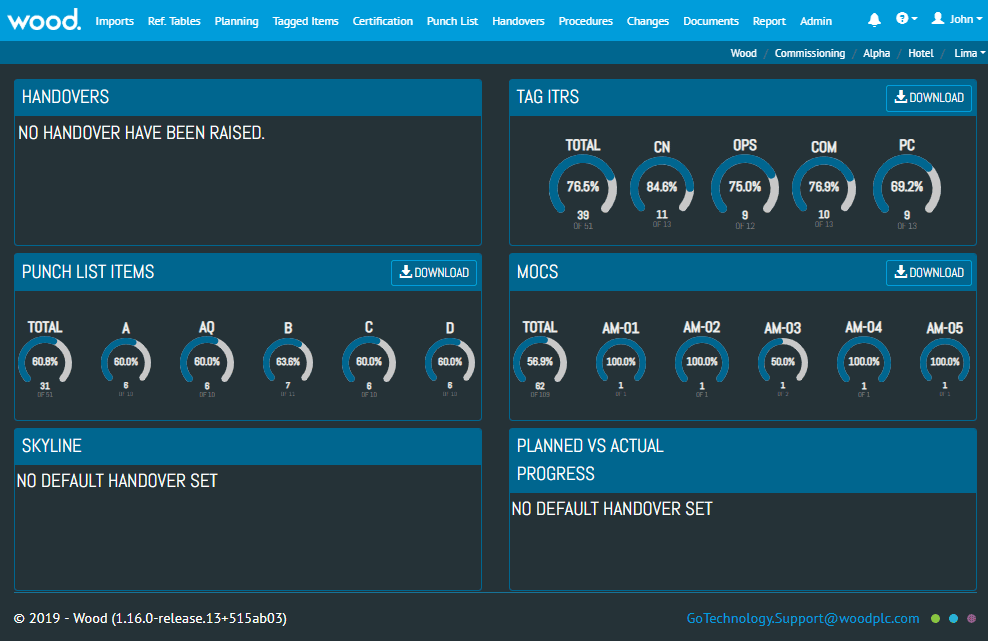 wood. Imports Ref. Tables Planning Tagged Items Certification Punch List Handovers Procedures Changes Documents Report Admin John
Wood / Commissioning / Alpha / Hotel / Lima
HANDOVERS
NO HANDOVER HAVE BEEN RAISED.
TAG ITRS DOWNLOAD
TOTAL CN OPS COM PC
76.5% 84.6% 75.0% 76.9% 69.2%
39 11 9 10 9
OF 51 OF 13 OF 12 OF 13 OF 13
PUNCH LIST ITEMS DOWNLOAD
TOTAL A AQ B C D
60.8% 60.0% 60.0% 63.6% 60.0% 60.0%
31 6 6 7 6 6
OF 51 OF 10 OF 10 OF 11 OF 10 OF 10
MOCS DOWNLOAD
TOTAL AM-01 AM-02 AM-03 AM-04 AM-05
56.9% 100.0% 100.0% 50.0% 100.0% 100.0%
62 1 1 1 1 1
OF 109 OF 1 OF 1 OF 2 OF 1 OF 1
SKYLINE
NO DEFAULT HANDOVER SET
PLANNED VS ACTUAL
PROGRESS
NO DEFAULT HANDOVER SET
© 2019 - Wood (1.16.0-release.13+515ab03) GoTechnology.Support@woodplc.com